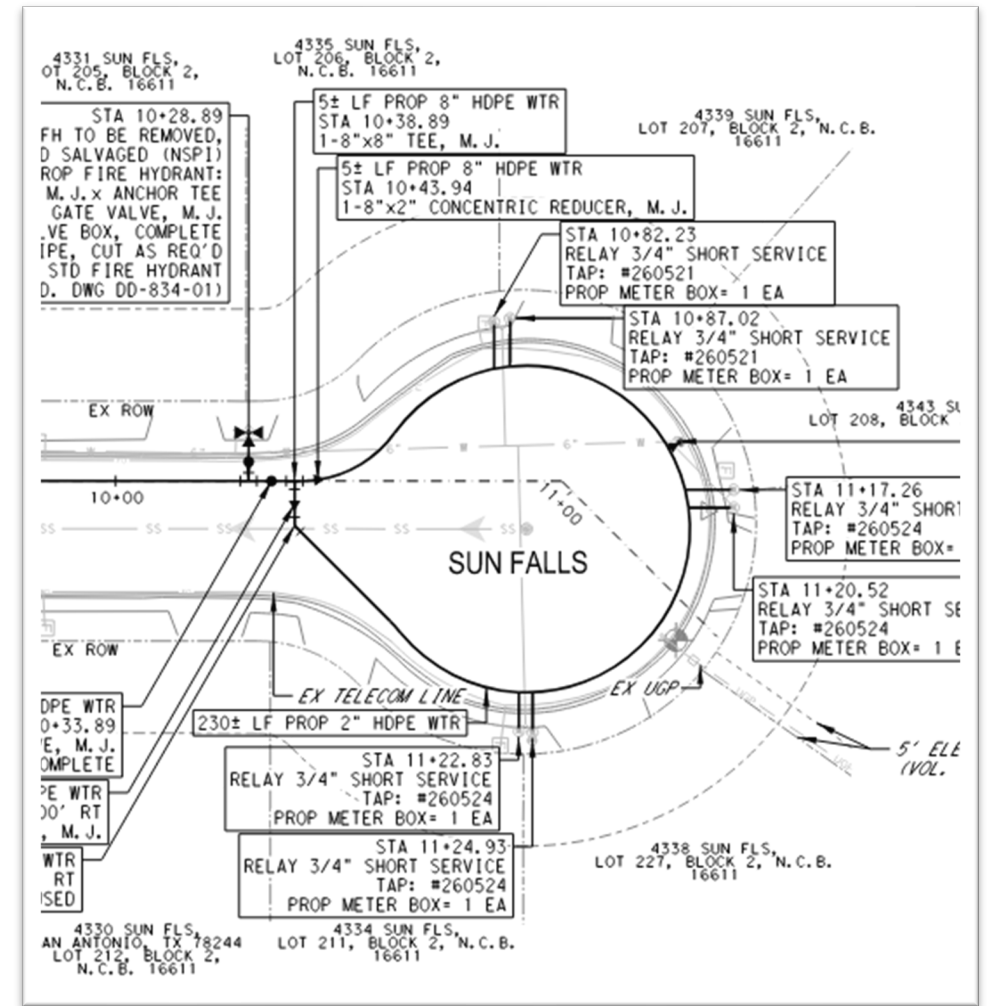 4331 SUN FLS,
OT 205, BLOCK 2,
N.C.B. 16611
4335 SUN FLS,
LOT 206, BLOCK 2,
N.C.B. 16611
4339 SUN FLS,
LOT 207, BLOCK 2, N.C.B.
16611
STA 10+28.89
FH TO BE REMOVED,
D SALVAGED (NSPI)
ROP FIRE HYDRANT:
M.J.x ANCHOR TEE
GATE VALVE, M.J.
VE BOX, COMPLETE
IPE, CUT AS REQ'D
STD FIRE HYDRANT
D. DWG DD-834-01)
5± LF PROP 8" HDPE WTR
STA 10+38.89
1-8"x8" TEE, M.J.
5± LF PROP 8" HDPE WTR
STA 10+43.94
1-8"x2" CONCENTRIC REDUCER, M.J.
STA 10+82.23
RELAY 3/4" SHORT SERVICE
TAP: #260521
PROP METER BOX= 1 EA
STA 10+87.02
RELAY 3/4" SHORT SERVICE
TAP: #260521
PROP METER BOX= 1 EA
4343 SU
LOT 208, BLOCK
EX ROW
W
6"
W
6"
W
10+00
11+00
SS
SS
SS
SS
SS
SUN FALLS
F
STA 11+17.26
RELAY 3/4" SHORT
TAP: #260524
PROP METER BOX=
STA 11+20.52
RELAY 3/4" SHORT SE
TAP: #260524
PROP METER BOX= 1 E
EX ROW
EX TELECOM LINE
EX UGP
230± LF PROP 2" HDPE WTR
5' ELE
(VOL.
DPE WTR
0+33.89
E, M.J.
OMPLETE
PE WTR
00' RT
, M.J.
WTR
RT
USED
STA 11+22.83
RELAY 3/4" SHORT SERVICE
TAP: #260524
PROP METER BOX= 1 EA
STA 11+24.93
RELAY 3/4" SHORT SERVICE
TAP: #260524
PROP METER BOX= 1 EA
4338 SUN FLS,
LOT 227, BLOCK 2, N.C.B.
16611
4330 SUN FLS,
AN ANTONIO, TX 78244
LOT 212, BLOCK 2,
N.C.B. 16611
4334 SUN FLS,
LOT 211, BLOCK 2, N.C.B.
16611